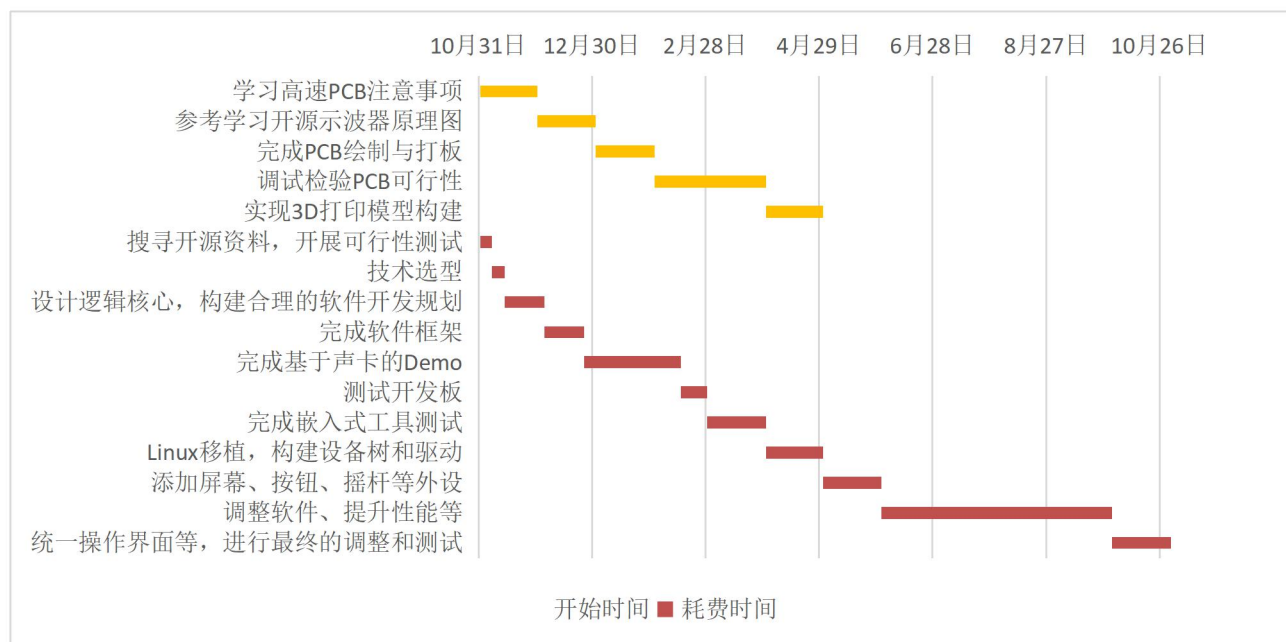 10月31日 12月30日 2月28日 4月29日 6月28日 8月27日 10月26日
学习高速PCB注意事项
参考学习开源示波器原理图
完成PCB绘制与打板
调试检验PCB可行性
实现3D打印模型构建
搜寻开源资料，开展可行性测试
技术选型
设计逻辑核心，构建合理的软件开发规划
完成软件框架
完成基于声卡的Demo
测试开发板
完成嵌入式工具测试
Linux移植，构建设备树和驱动
添加屏幕、按钮、摇杆等外设
调整软件、提升性能等
统一操作界面等，进行最终的调整和测试
开始时间 耗费时间